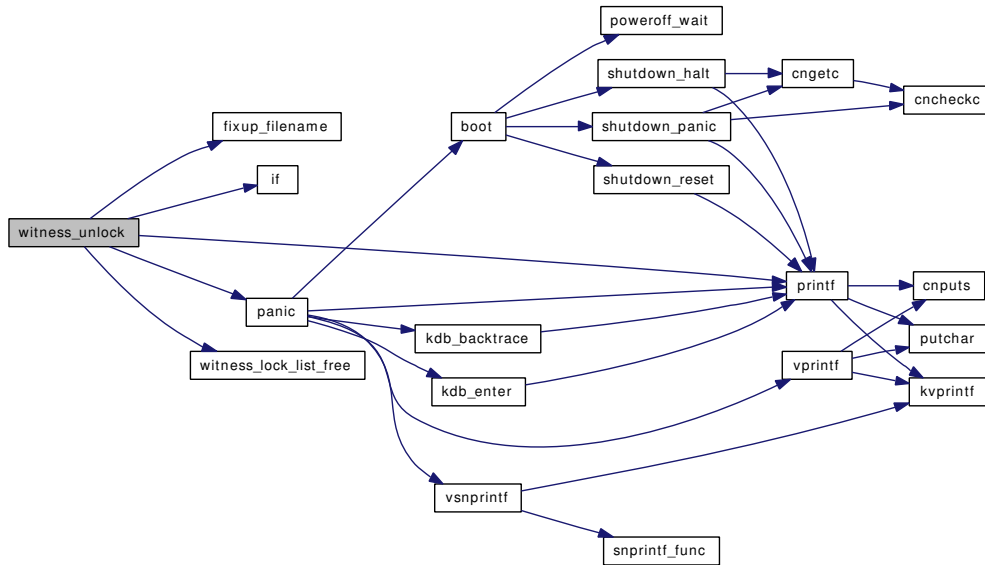 poweroff_wait
shutdown_halt
cngetc
cncheckc
fixup_filename
boot
shutdown_panic
if
shutdown_reset
witness_unlock
printf
cnputs
panic
kdb_backtrace
putchar
witness_lock_list_free
vprintf
kdb_enter
kvprintf
vsnprintf
snprintf_func